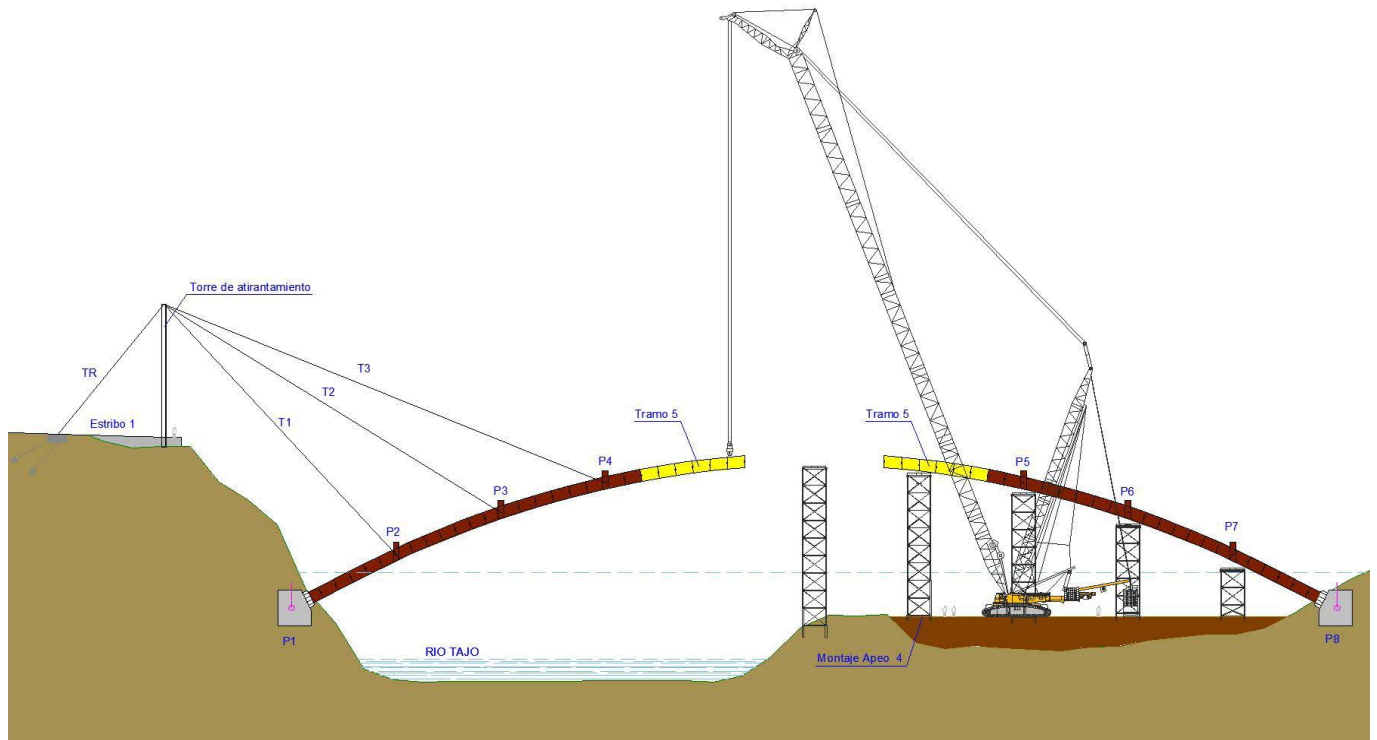 Torre de atirantamiento
TR
T3
T2
T1
Estribo 1
Tramo 5
Tramo 5
P4
P5
P3
P6
P2
P7
P1
P8
RIO TAJO
Montaje Apeo 4